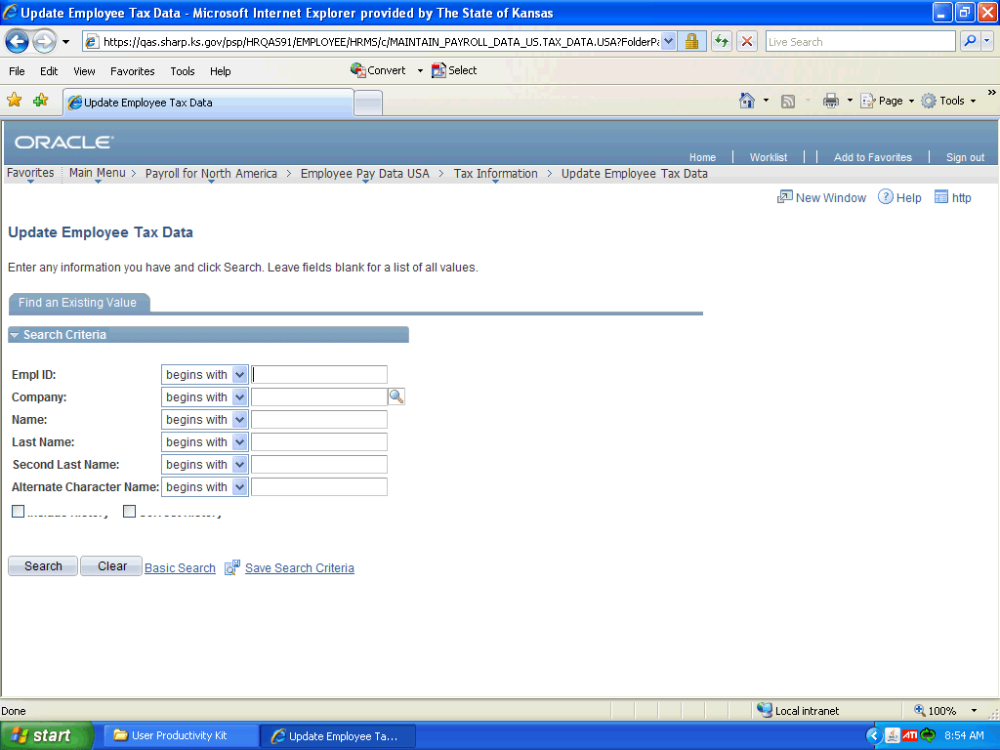 Update Employee Tax Data - Microsoft Internet Explorer provided by The State of Kansas
https://qas.sharp.ks.gov/psp/HRQAS91/EMPLOYEE/HRMS/c/MAINTAIN_PAYROLL_DATA_US.TAX_DATA.USA?FolderPa
Live Search
File Edit View Favorites Tools Help Convert Select
Update Employee Tax Data
Page Tools »
ORACLE
Home Worklist Add to Favorites Sign out
Favorites Main Menu > Payroll for North America > Employee Pay Data USA > Tax Information > Update Employee Tax Data
New Window Help http
Update Employee Tax Data
Enter any information you have and click Search. Leave fields blank for a list of all values.
Find an Existing Value
Search Criteria
Empl ID: begins with
Company: begins with
Name: begins with
Last Name: begins with
Second Last Name: begins with
Alternate Character Name: begins with
Include History Correct History
Search Clear Basic Search Save Search Criteria
Done Local intranet 100%
start User Productivity Kit Update Employee Ta... ATI 8:54 AM